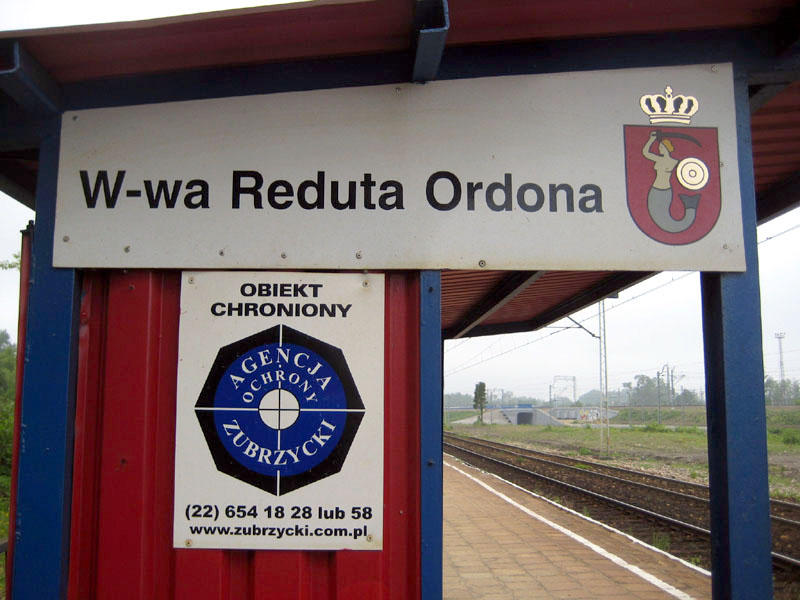 W-wa Reduta Ordona
OBIEKT
CHRONIONY
AGENCJA
OCHRONY
ZUBRZYCKI
(22) 654 18 28 lub 58
www.zubrzycki.com.pl